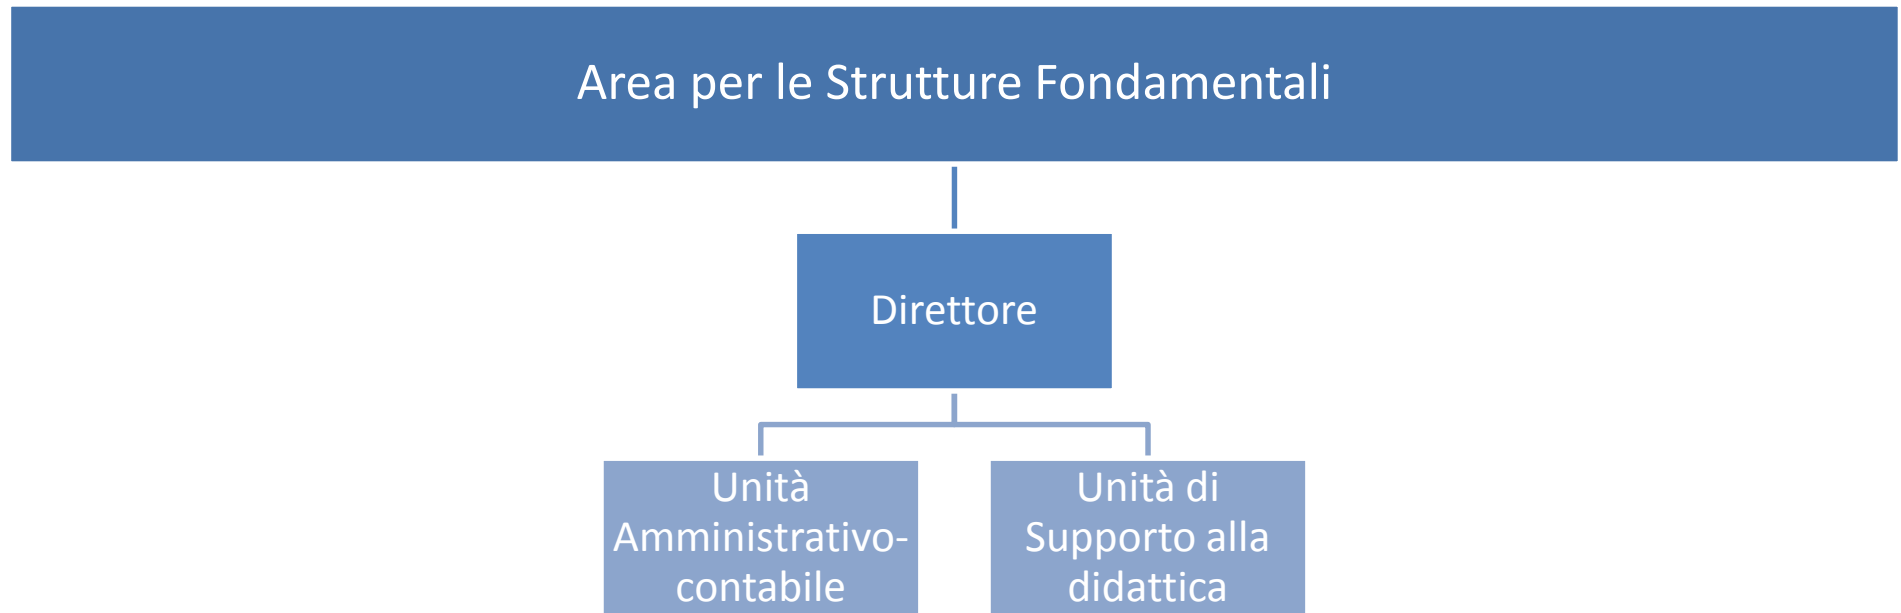 Area per le Strutture Fondamentali
Direttore
Unità
Amministrativo-
contabile
Unità di
Supporto alla
didattica